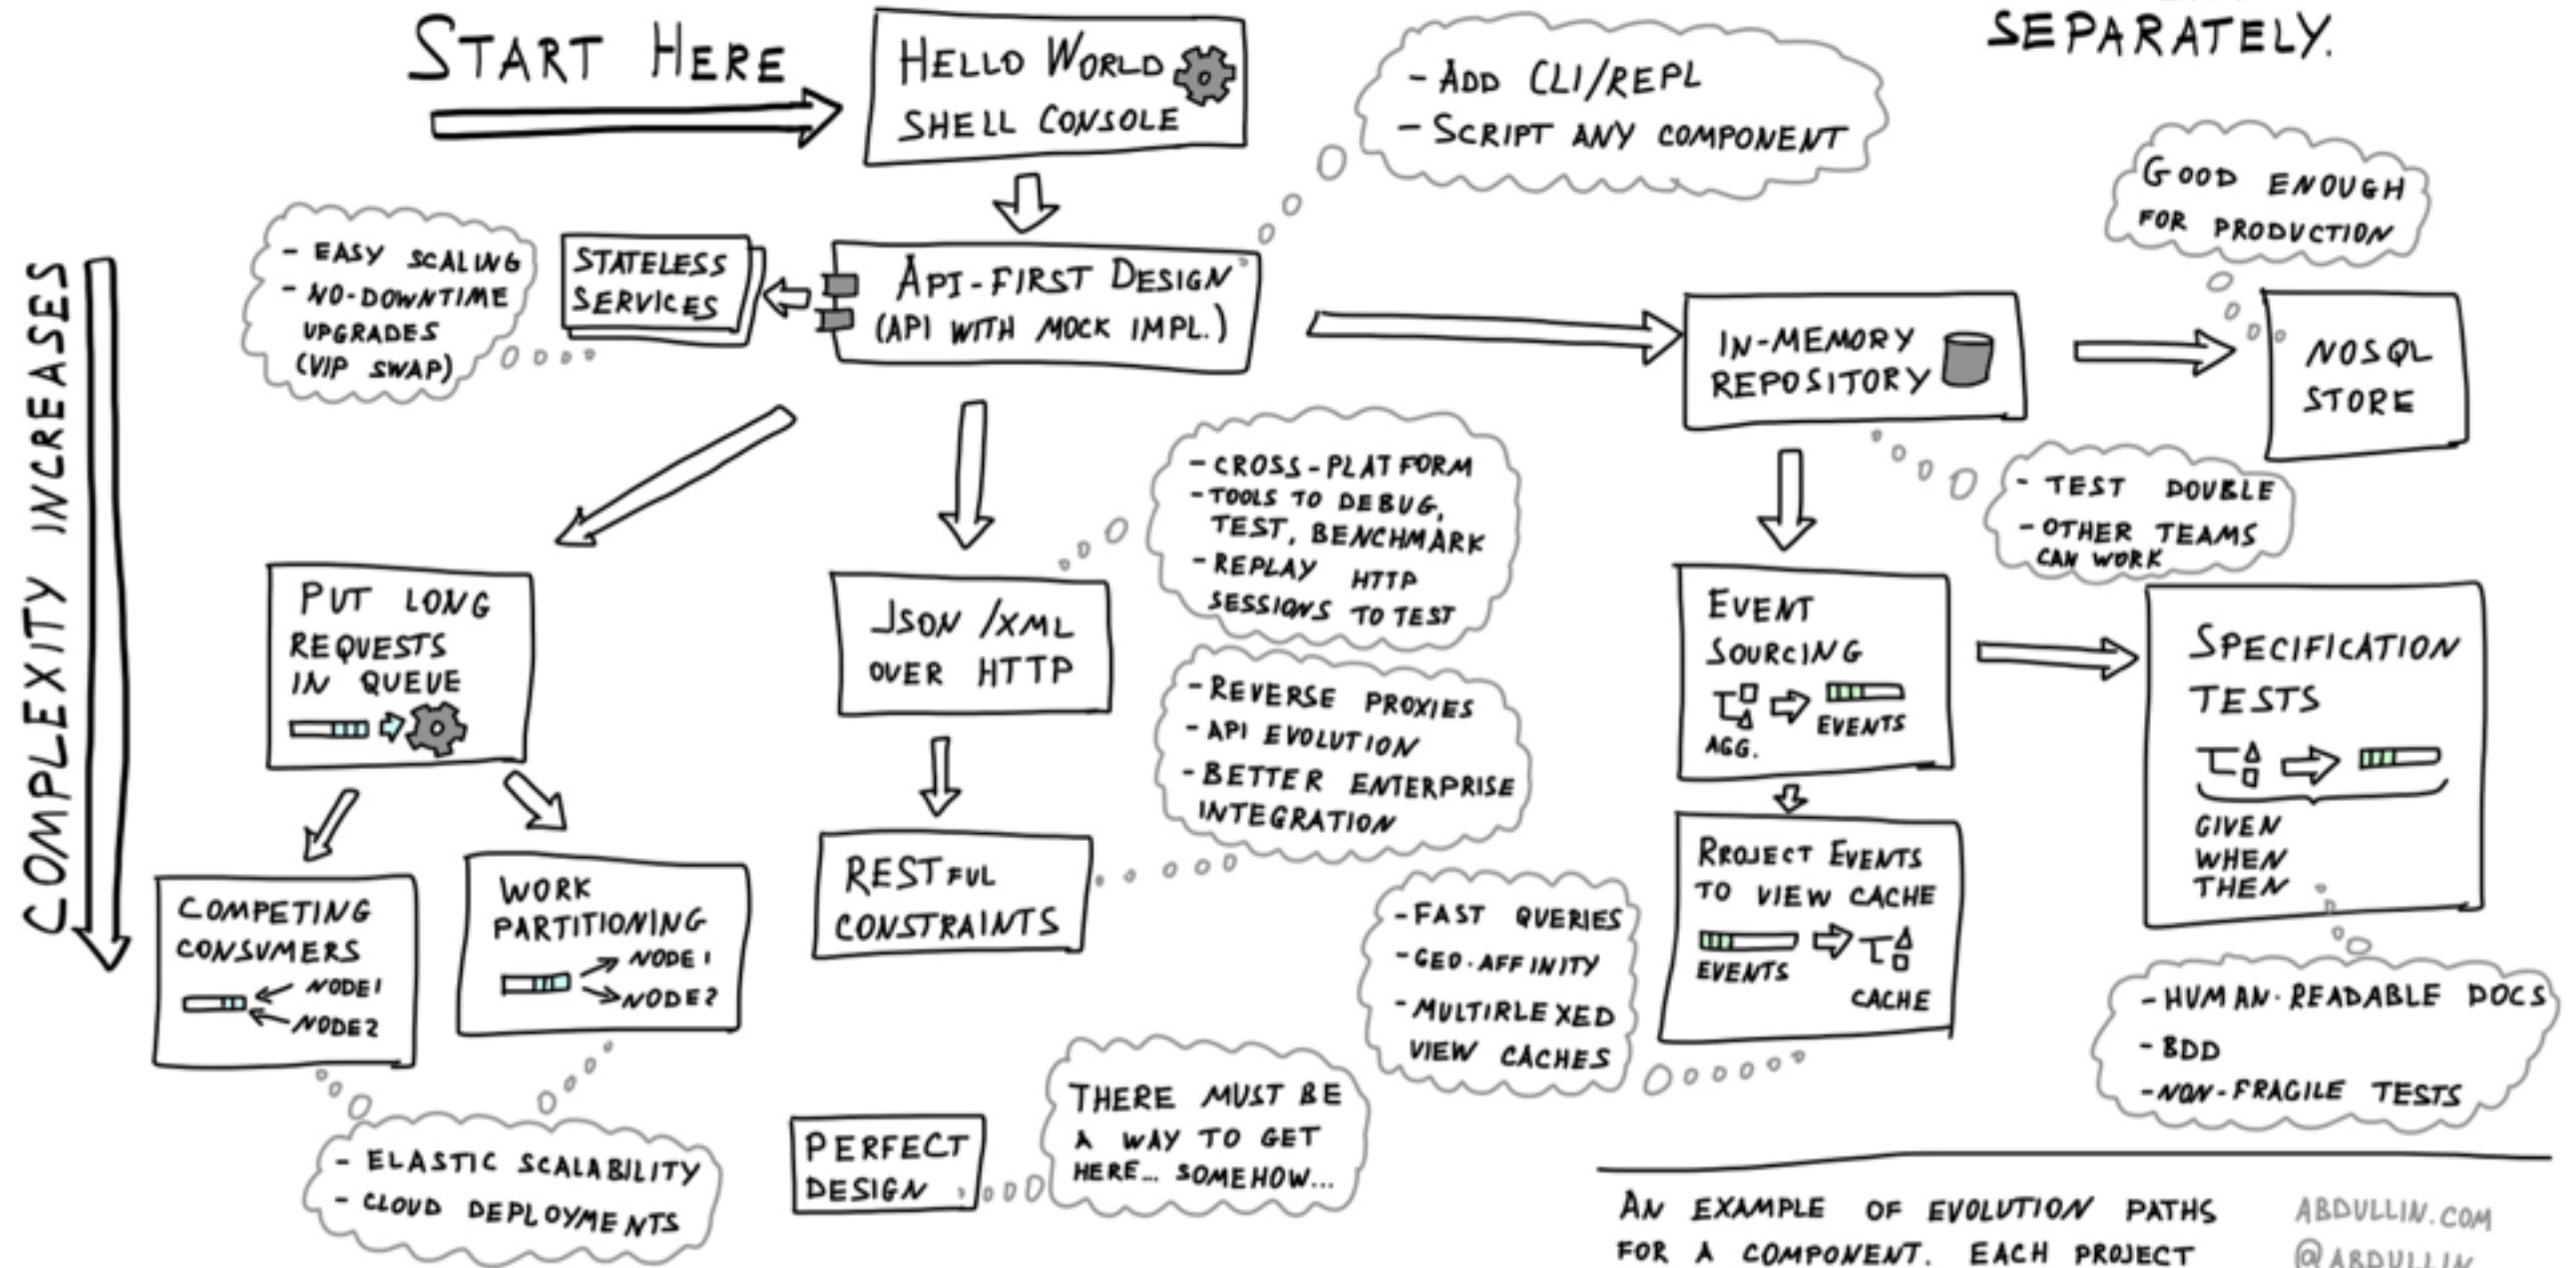 START HERE
HELLO WORLD
SHELL CONSOLE
- ADD CLI/REPL
- SCRIPT ANY COMPONENT
SEPARATELY.
GOOD ENOUGH
FOR PRODUCTION
COMPLEXITY INCREASES
- EASY SCALING
- NO-DOWNTIME
UPGRADES
(VIP SWAP)
STATELESS
SERVICES
API-FIRST DESIGN
(API WITH MOCK IMPL.)
IN-MEMORY
REPOSITORY
NOSQL
STORE
- TEST DOUBLE
- OTHER TEAMS
CAN WORK
- CROSS-PLATFORM
- TOOLS TO DEBUG,
TEST, BENCHMARK
- REPLAY HTTP
SESSIONS TO TEST
PUT LONG
REQUESTS
IN QUEUE
JSON /XML
OVER HTTP
- REVERSE PROXIES
- API EVOLUTION
- BETTER ENTERPRISE
INTEGRATION
EVENT
SOURCING
AGG.
EVENTS
SPECIFICATION
TESTS
GIVEN
WHEN
THEN
COMPETING
CONSUMERS
NODE1
NODE2
WORK
PARTITIONING
NODE1
NODE2
RESTFUL
CONSTRAINTS
- FAST QUERIES
- GEO.AFFINITY
- MULTIRLEXED
VIEW CACHES
RROJECT EVENTS
TO VIEW CACHE
EVENTS
CACHE
- HUMAN-READABLE DOCS
- BDD
- NON-FRAGILE TESTS
- ELASTIC SCALABILITY
- CLOUD DEPLOYMENTS
PERFECT
DESIGN
THERE MUST BE
A WAY TO GET
HERE... SOMEHOW...
AN EXAMPLE OF EVOLUTION PATHS
FOR A COMPONENT. EACH PROJECT
ABDULLIN.COM
@ABDULLIN